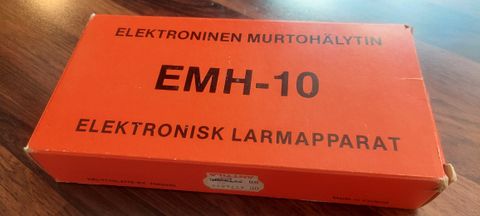 ELEKTRONINEN MURTOHÄLYTIN
EMH-10
ELEKTRONISK LARMAPPARAT